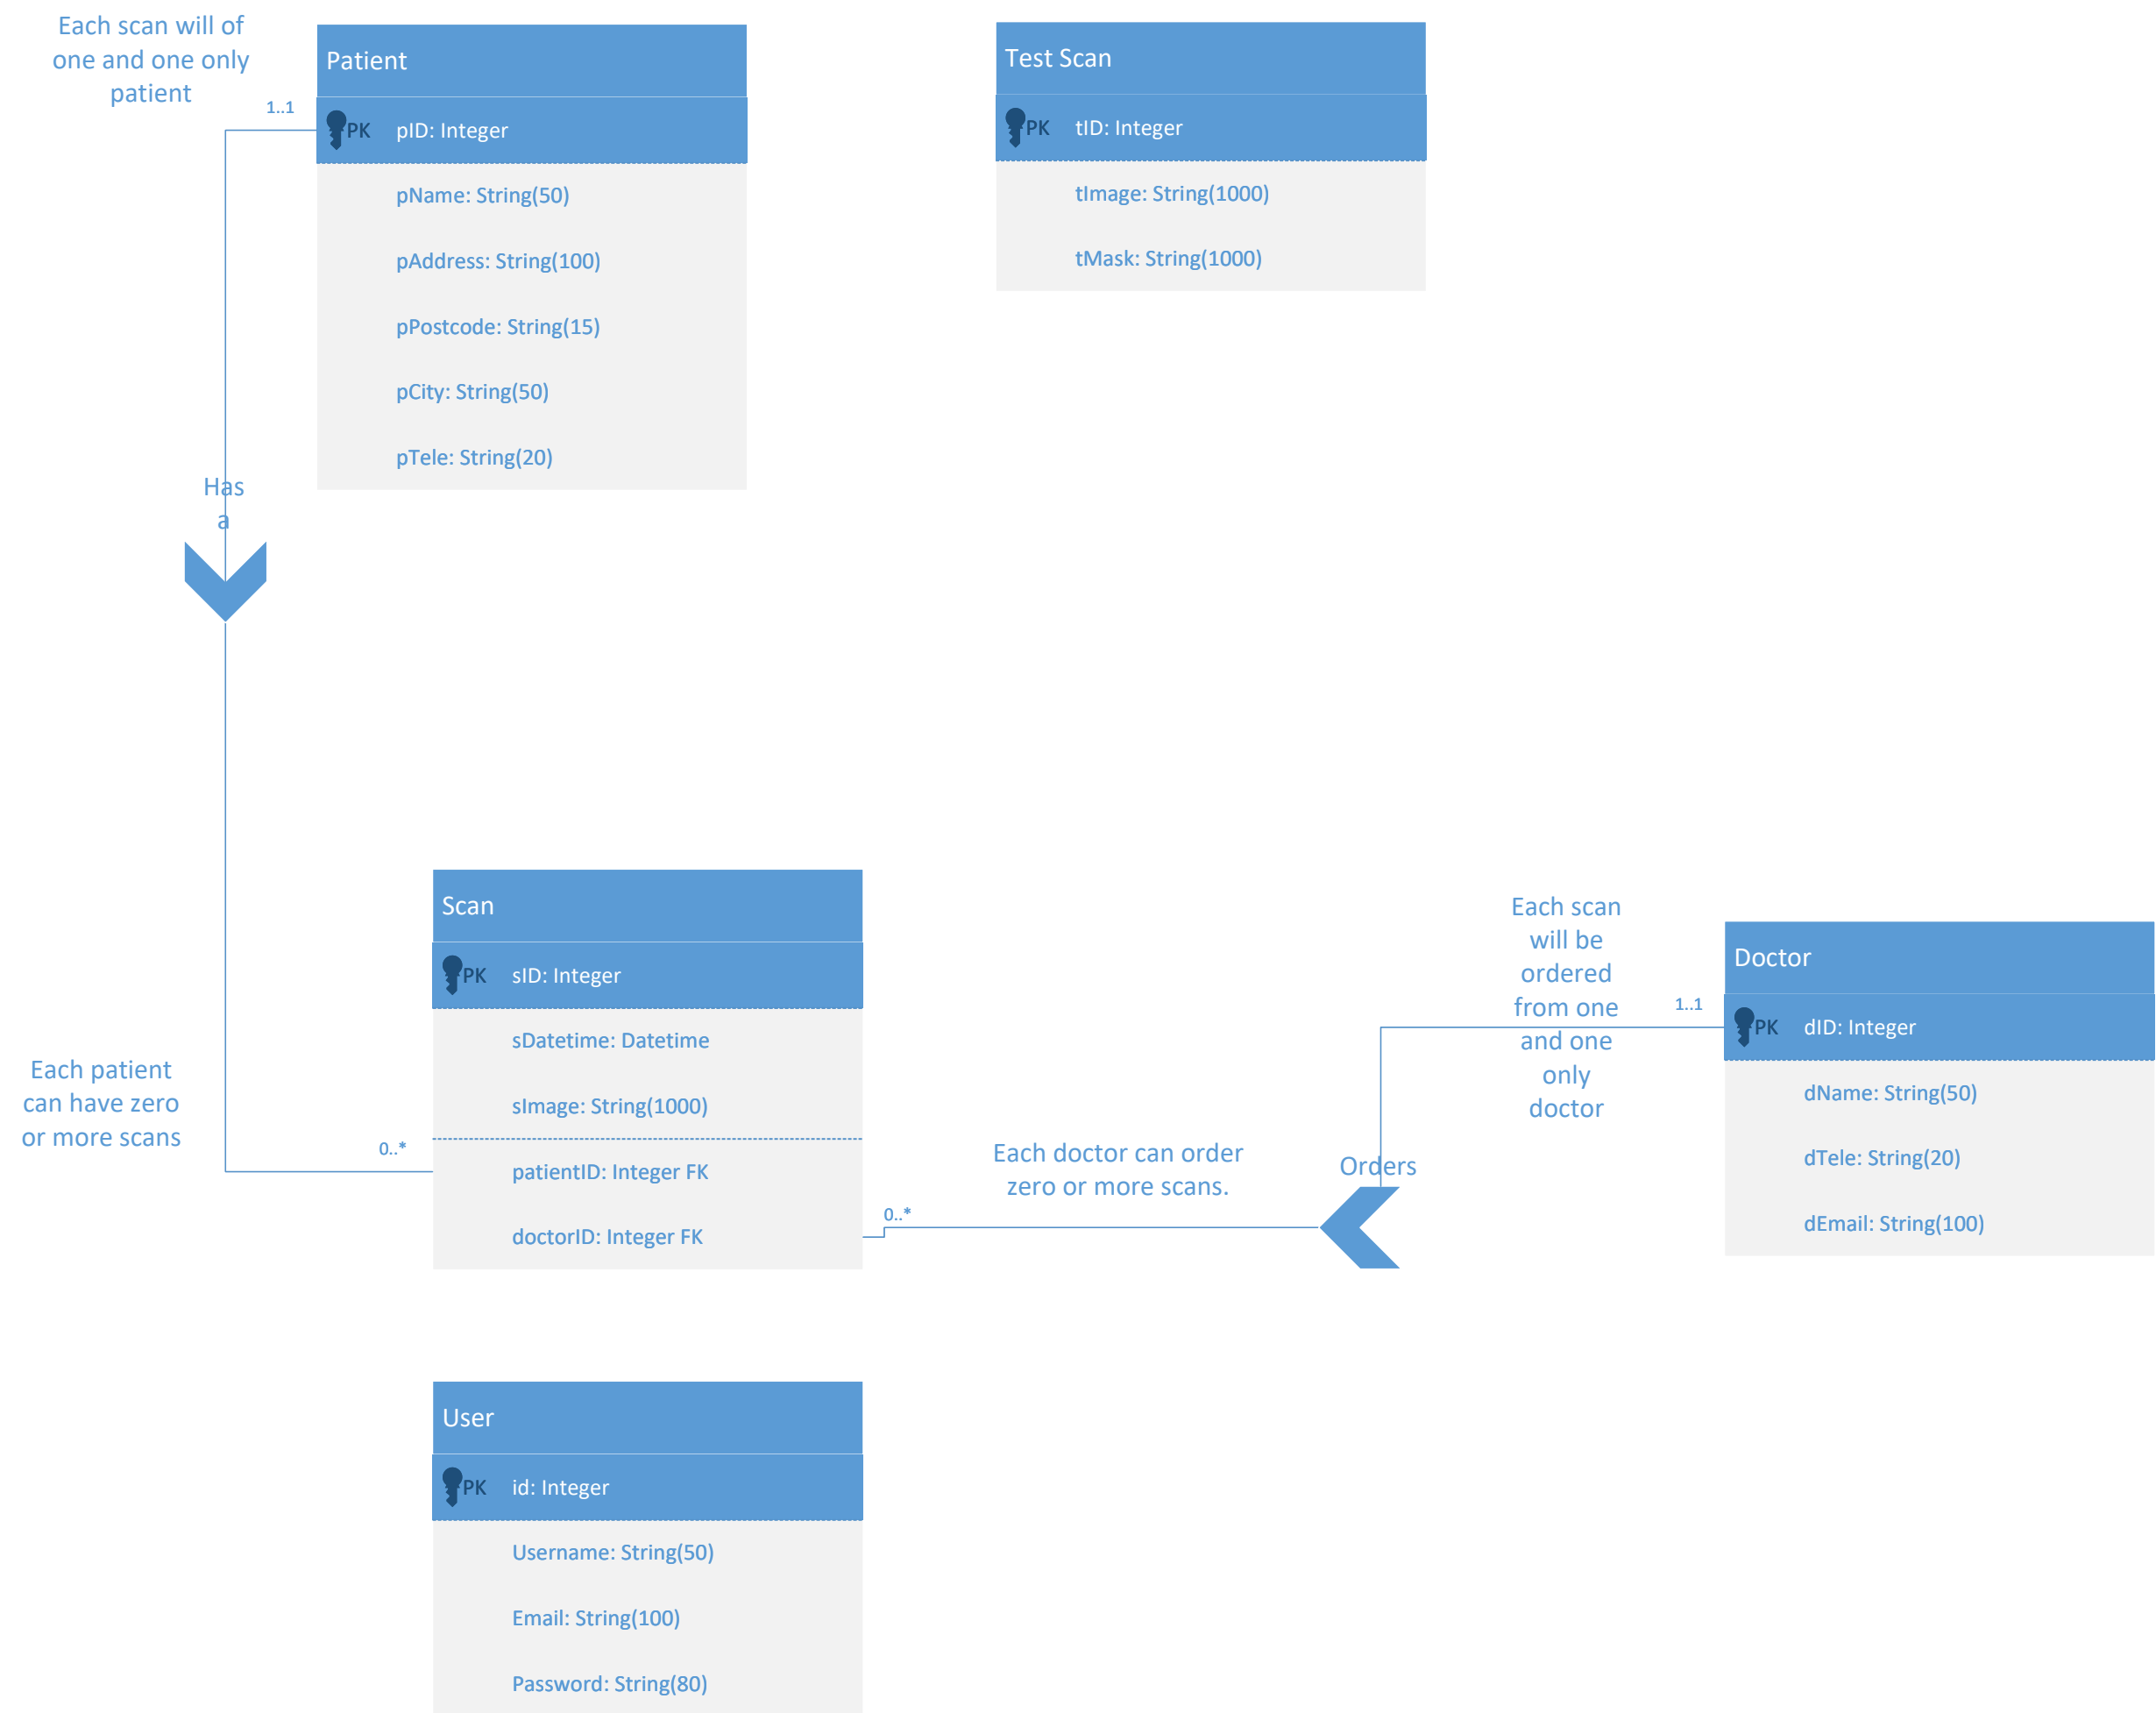 Each scan will of
one and one only
patient
1..1
Patient
PK pID: Integer
pName: String(50)
pAddress: String(100)
pPostcode: String(15)
pCity: String(50)
pTele: String(20)
Test Scan
PK tID: Integer
tImage: String(1000)
tMask: String(1000)
Has
a
Each patient
can have zero
or more scans
0..*
Scan
PK sID: Integer
sDatetime: Datetime
sImage: String(1000)
patientID: Integer FK
doctorID: Integer FK
0..*
Each doctor can order
zero or more scans.
Orders
Each scan
will be
ordered
from one
and one
only
doctor
1..1
Doctor
PK dID: Integer
dName: String(50)
dTele: String(20)
dEmail: String(100)
User
PK id: Integer
Username: String(50)
Email: String(100)
Password: String(80)